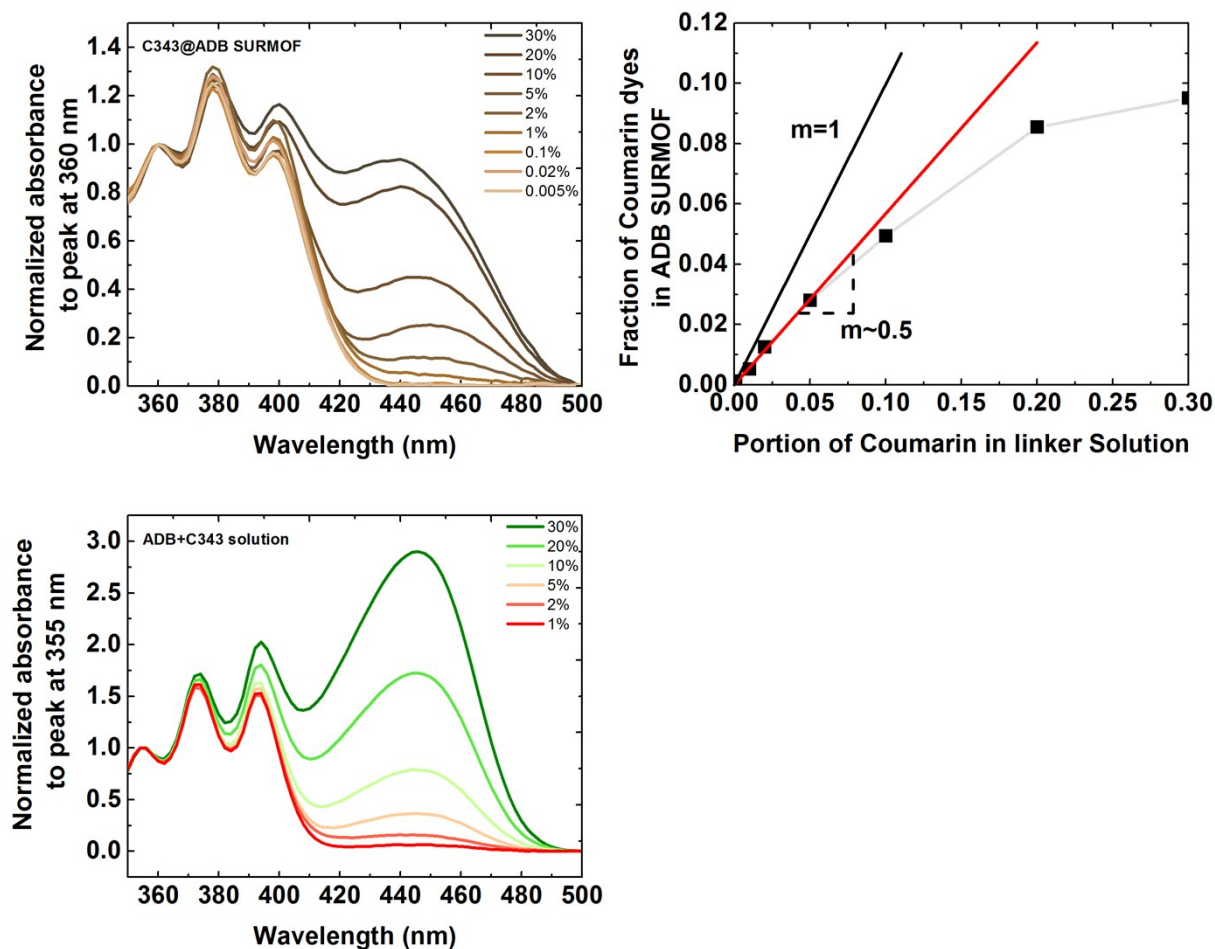 Normalized absorbance
to peak at 360 nm
C343@ADB SURMOF
30%
20%
10%
5%
2%
1%
0.1%
0.02%
0.005%
1.4
1.2
1.0
0.8
0.6
0.4
0.2
0.0
360 380 400 420 440 460 480 500
Wavelength (nm)
Fraction of Coumarin dyes
in ADB SURMOF
0.12
0.10
0.08
0.06
0.04
0.02
0.00
m=1
m~0.5
0.00 0.05 0.10 0.15 0.20 0.25 0.30
Portion of Coumarin in linker Solution
Normalized absorbance
to peak at 355 nm
ADB+C343 solution
30%
20%
10%
5%
2%
1%
3.0
2.5
2.0
1.5
1.0
0.5
0.0
360 380 400 420 440 460 480 500
Wavelength (nm)